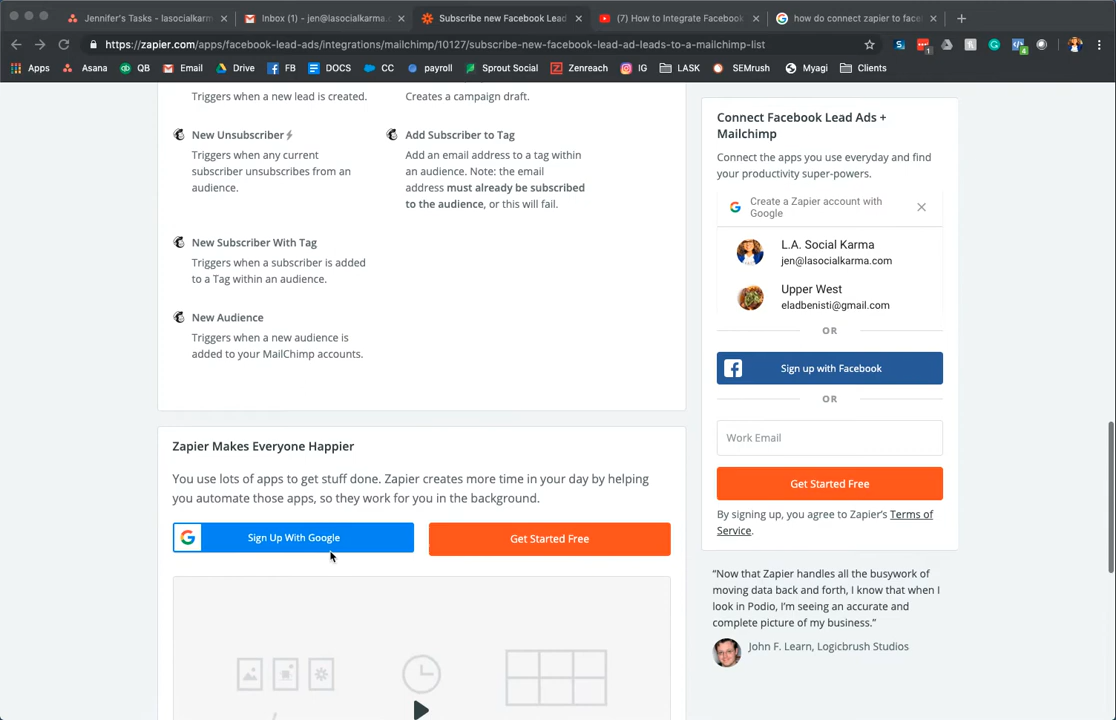 Jennifer's Tasks - lasocialkarm
Inbox (1) - jen@lasocialkarma.c
Subscribe new Facebook Lead
(7) How to Integrate Facebook
how do connect zapier to face
https://zapier.com/apps/facebook-lead-ads/integrations/mailchimp/10127/subscribe-new-facebook-lead-ad-leads-to-a-mailchimp-list
Apps Asana QB Email Drive FB DOCS CC payroll Sprout Social Zenreach IG LASK SEMrush Myagi Clients
Triggers when a new lead is created.
Creates a campaign draft.
New Unsubscriber
Triggers when any current
subscriber unsubscribes from an
audience.
Add Subscriber to Tag
Add an email address to a tag within
an audience. Note: the email
address must already be subscribed
to the audience, or this will fail.
New Subscriber With Tag
Triggers when a subscriber is added
to a Tag within an audience.
New Audience
Triggers when a new audience is
added to your MailChimp accounts.
Zapier Makes Everyone Happier
You use lots of apps to get stuff done. Zapier creates more time in your day by helping
you automate those apps, so they work for you in the background.
Sign Up With Google
Get Started Free
Connect Facebook Lead Ads +
Mailchimp
Connect the apps you use everyday and find
your productivity super-powers.
Create a Zapier account with
Google
L.A. Social Karma
jen@lasocialkarma.com
Upper West
eladbenisti@gmail.com
OR
Sign up with Facebook
OR
Work Email
Get Started Free
By signing up, you agree to Zapier's Terms of
Service.
“Now that Zapier handles all the busywork of
moving data back and forth, I know that when I
look in Podio, I'm seeing an accurate and
complete picture of my business.”
John F. Learn, Logicbrush Studios